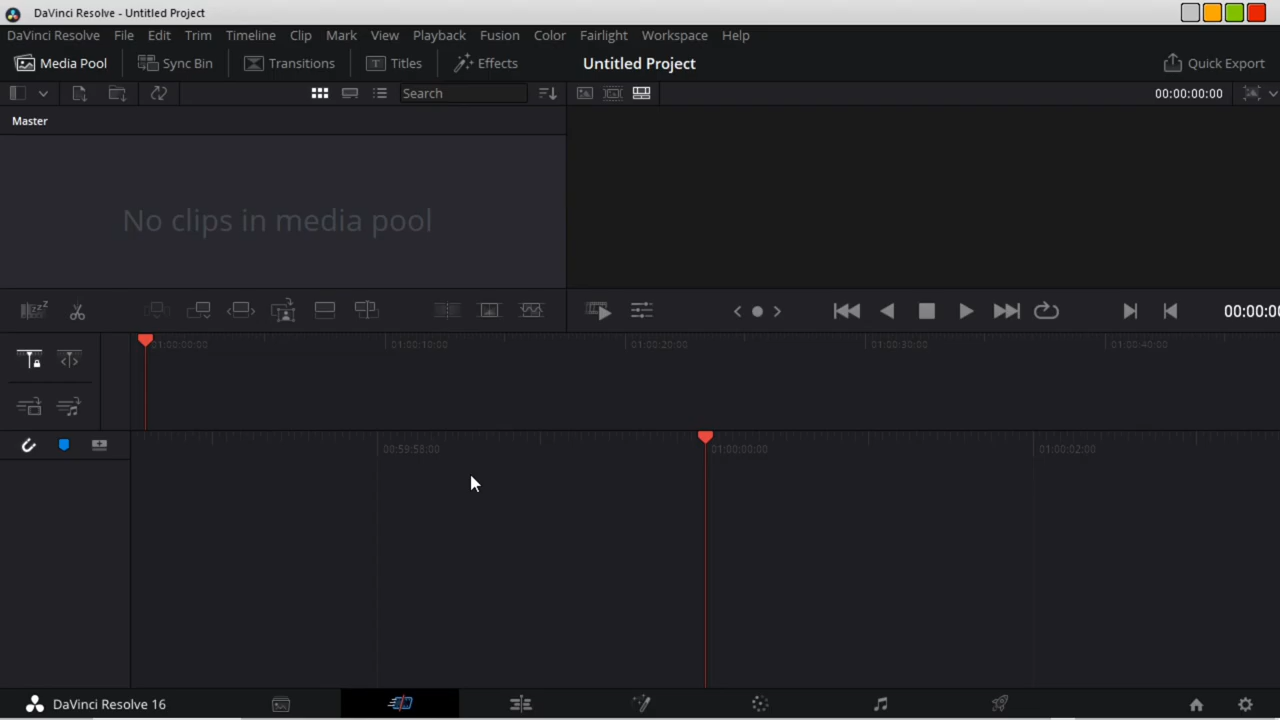 DaVinci Resolve - Untitled Project
DaVinci Resolve File Edit Trim Timeline Clip Mark View Playback Fusion Color Fairlight Workspace Help
Media Pool Sync Bin Transitions Titles Effects Untitled Project Quick Export
Search 00:00:00:00
Master
No clips in media pool
01:00:00:00 01:00:10:00 01:00:20:00 01:00:30:00 01:00:40:00
00:59:58:00 01:00:00:00 01:00:02:00
DaVinci Resolve 16